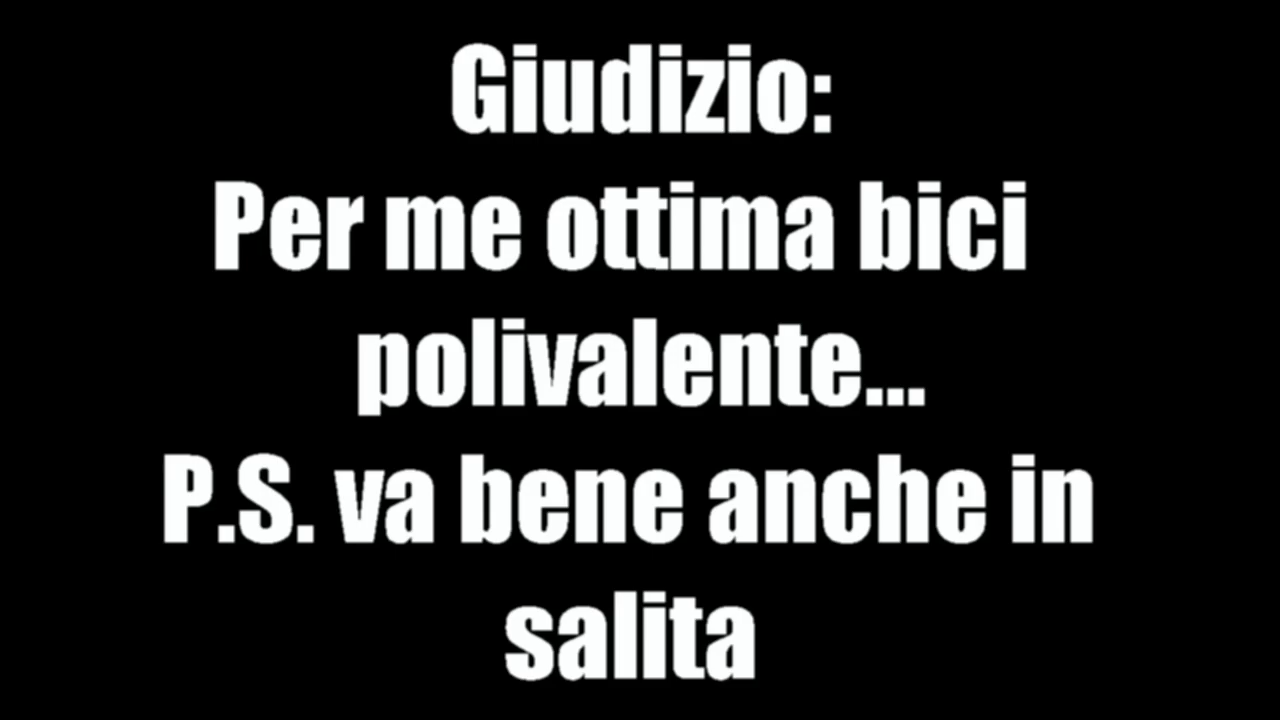 Giudizio:
Per me ottima bici
polivalente...
P.S. va bene anche in
salita